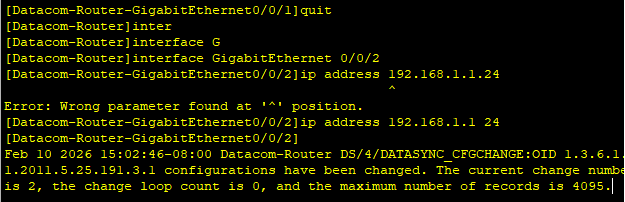 [Datacom-Router-GigabitEthernet0/0/1]quit
[Datacom-Router]inter
[Datacom-Router]interface G
[Datacom-Router]interface GigabitEthernet 0/0/2
[Datacom-Router-GigabitEthernet0/0/2]ip address 192.168.1.1.24
^
Error: Wrong parameter found at '^' position.
[Datacom-Router-GigabitEthernet0/0/2]ip address 192.168.1.1 24
[Datacom-Router-GigabitEthernet0/0/2]
Feb 10 2026 15:02:46-08:00 Datacom-Router DS/4/DATASYNC_CFGCHANGE:OID 1.3.6.1.
1.2011.5.25.191.3.1 configurations have been changed. The current change numbe
is 2, the change loop count is 0, and the maximum number of records is 4095.